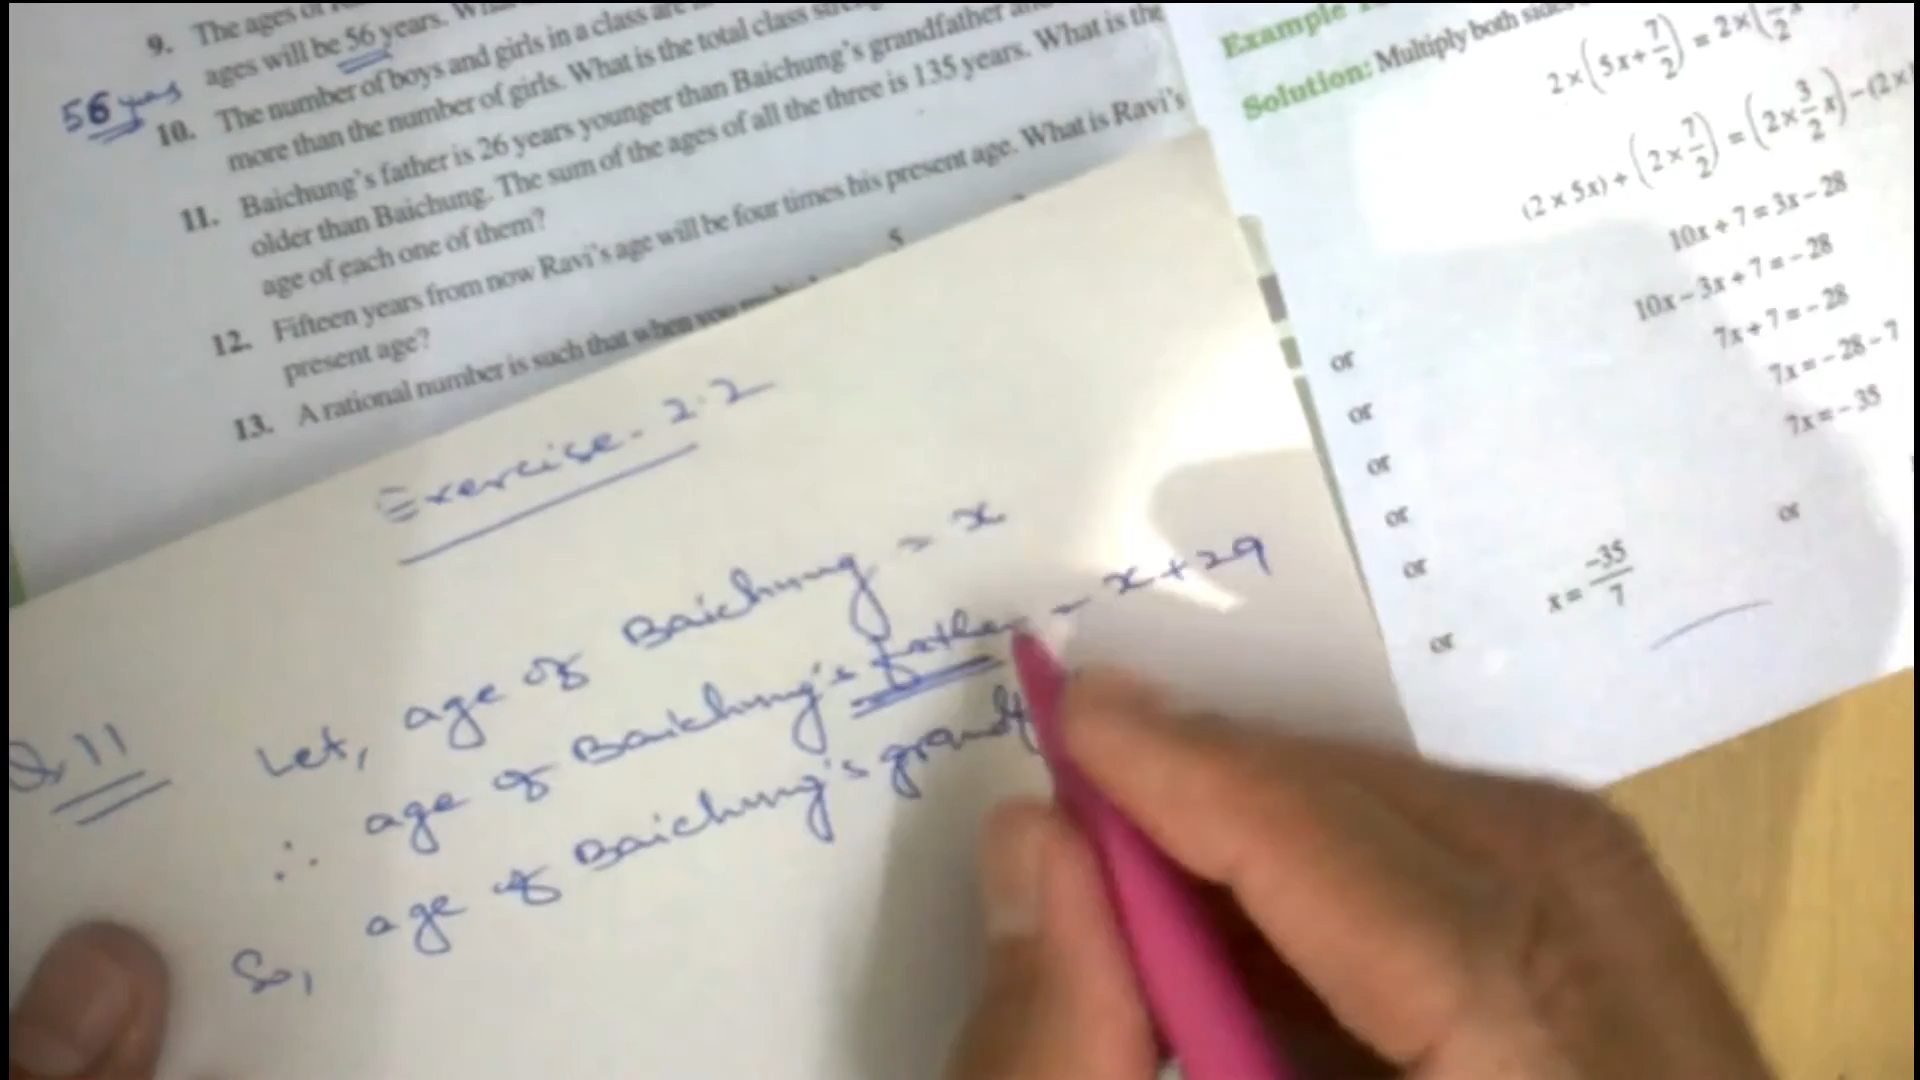 9. The ages of
ages will be 56 years.
56 years
10. The number of boys and girls in a class are
more than the number of girls. What is the total class
11. Baichung's father is 26 years younger than Baichung's grandfather and
older than Baichung. The sum of the ages of all the three is 135 years. What is the
age of each one of them?
12. Fifteen years from now Ravi's age will be four times his present age. What is Ravi's
present age?
13. A rational number is such that when you
5
Exercise - 2.2
Q. 11
Let, age of Baichung = x
∴ age of Baichung's father = x + 29
So, age of Baichung's grandf
Example
Solution: Multiply both sides
2 × (5x + 7/2) = 2 × (
(2 × 5x) + (2 × 7/2) = (2 × 3/2 x) − (2 ×
10x + 7 = 3x − 28
or 10x − 3x + 7 = − 28
or 7x + 7 = − 28
or 7x = − 28 − 7
or 7x = − 35
or x = −35/7 or
or